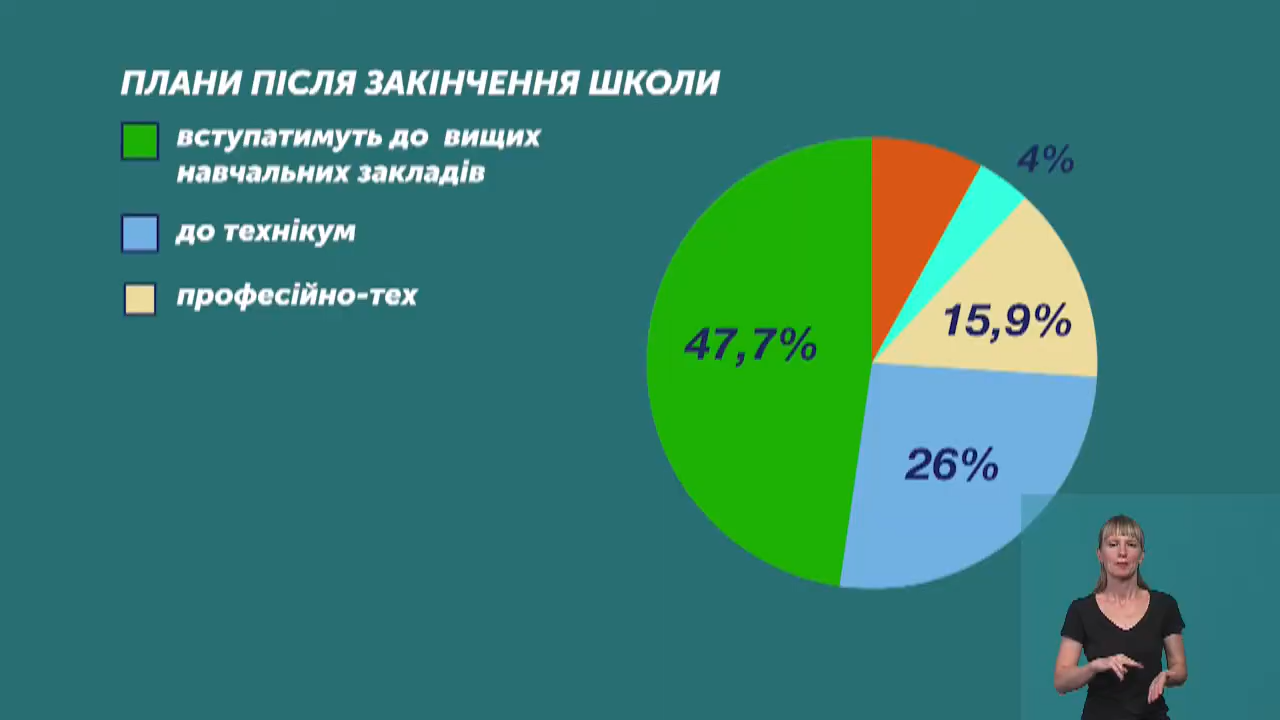 ПЛАНИ ПІСЛЯ ЗАКІНЧЕННЯ ШКОЛИ
вступатимуть до вищих
навчальних закладів
до технікум
професійно-тех
4%
15,9%
47,7%
26%